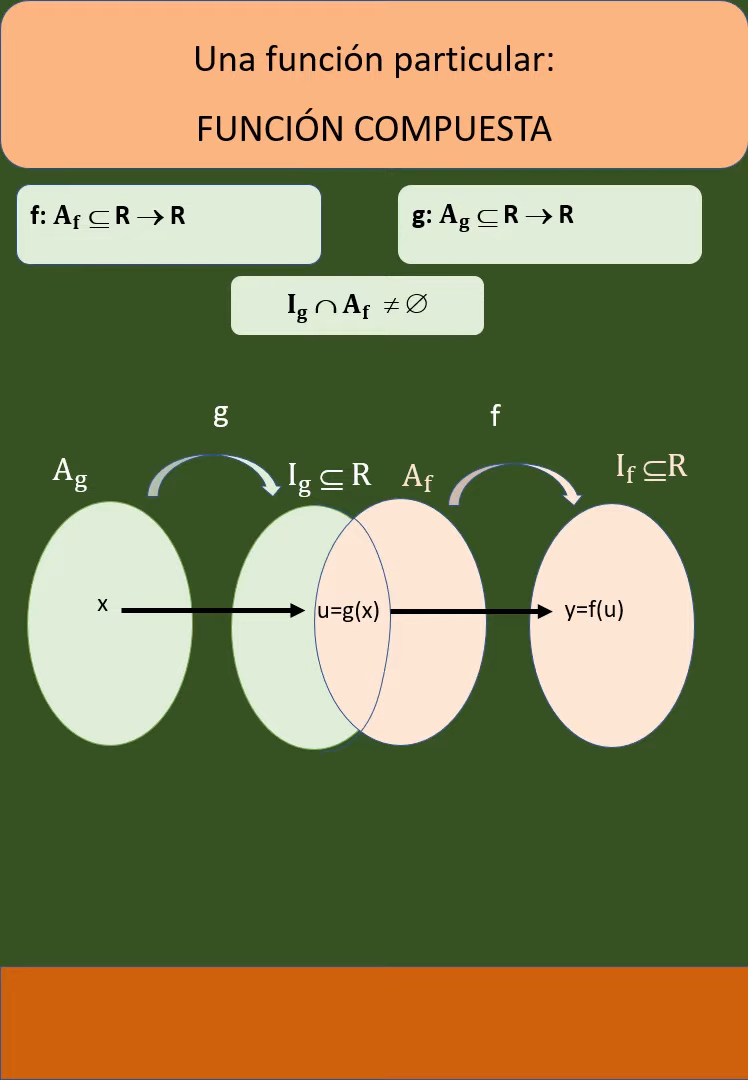 Una función particular:
FUNCIÓN COMPUESTA
f: A_f ⊆ R → R
g: A_g ⊆ R → R
I_g ∩ A_f ≠ ∅
g
f
A_g
I_g ⊆ R
A_f
I_f ⊆R
x
u=g(x)
y=f(u)